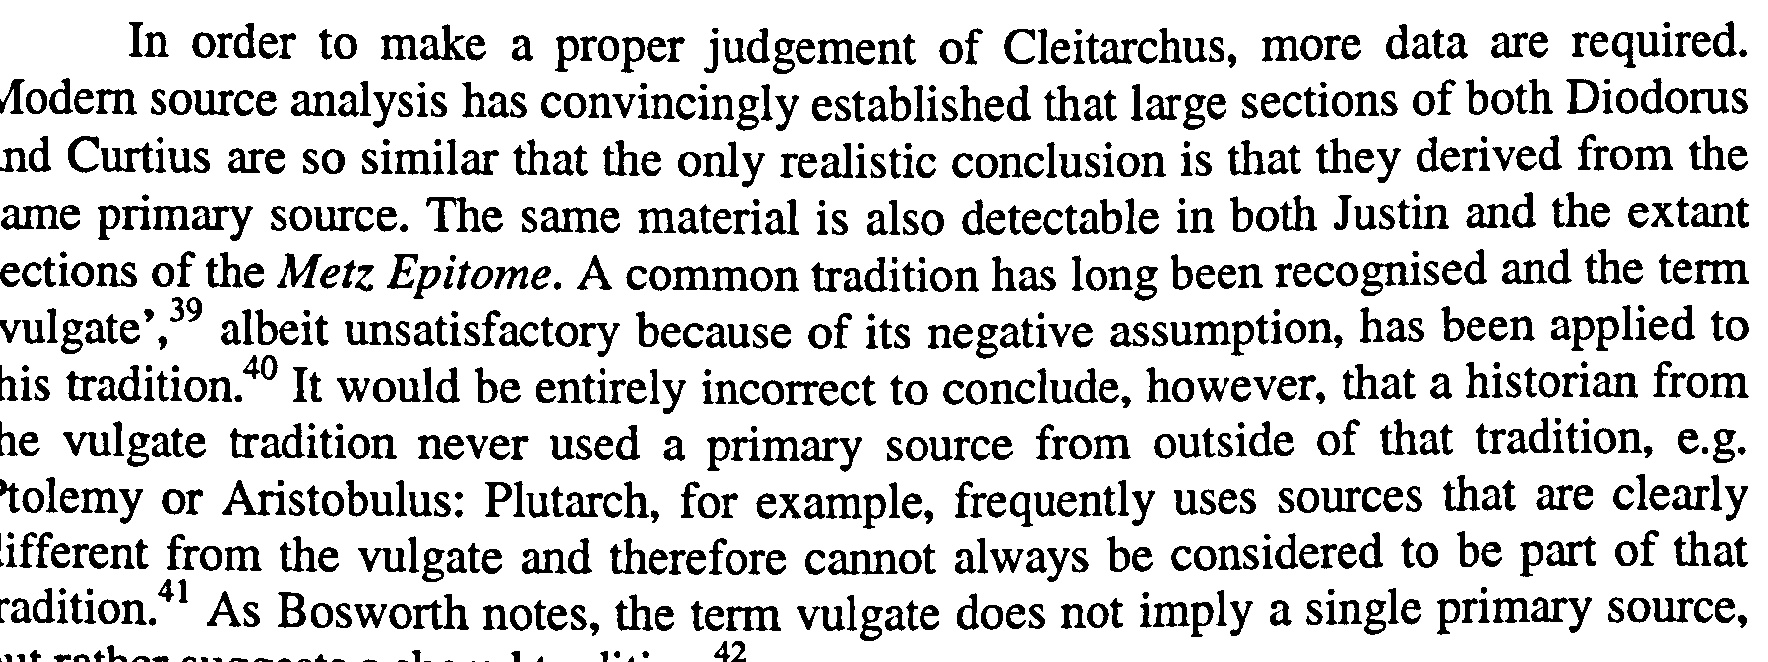 In order to make a proper judgement of Cleitarchus, more data are required.
Modern source analysis has convincingly established that large sections of both Diodorus
and Curtius are so similar that the only realistic conclusion is that they derived from the
same primary source. The same material is also detectable in both Justin and the extant
sections of the Metz Epitome. A common tradition has long been recognised and the term
'vulgate',39 albeit unsatisfactory because of its negative assumption, has been applied to
this tradition.40 It would be entirely incorrect to conclude, however, that a historian from
the vulgate tradition never used a primary source from outside of that tradition, e.g.
Ptolemy or Aristobulus: Plutarch, for example, frequently uses sources that are clearly
different from the vulgate and therefore cannot always be considered to be part of that
tradition.41 As Bosworth notes, the term vulgate does not imply a single primary source,
but rather suggests a shared tradition.42